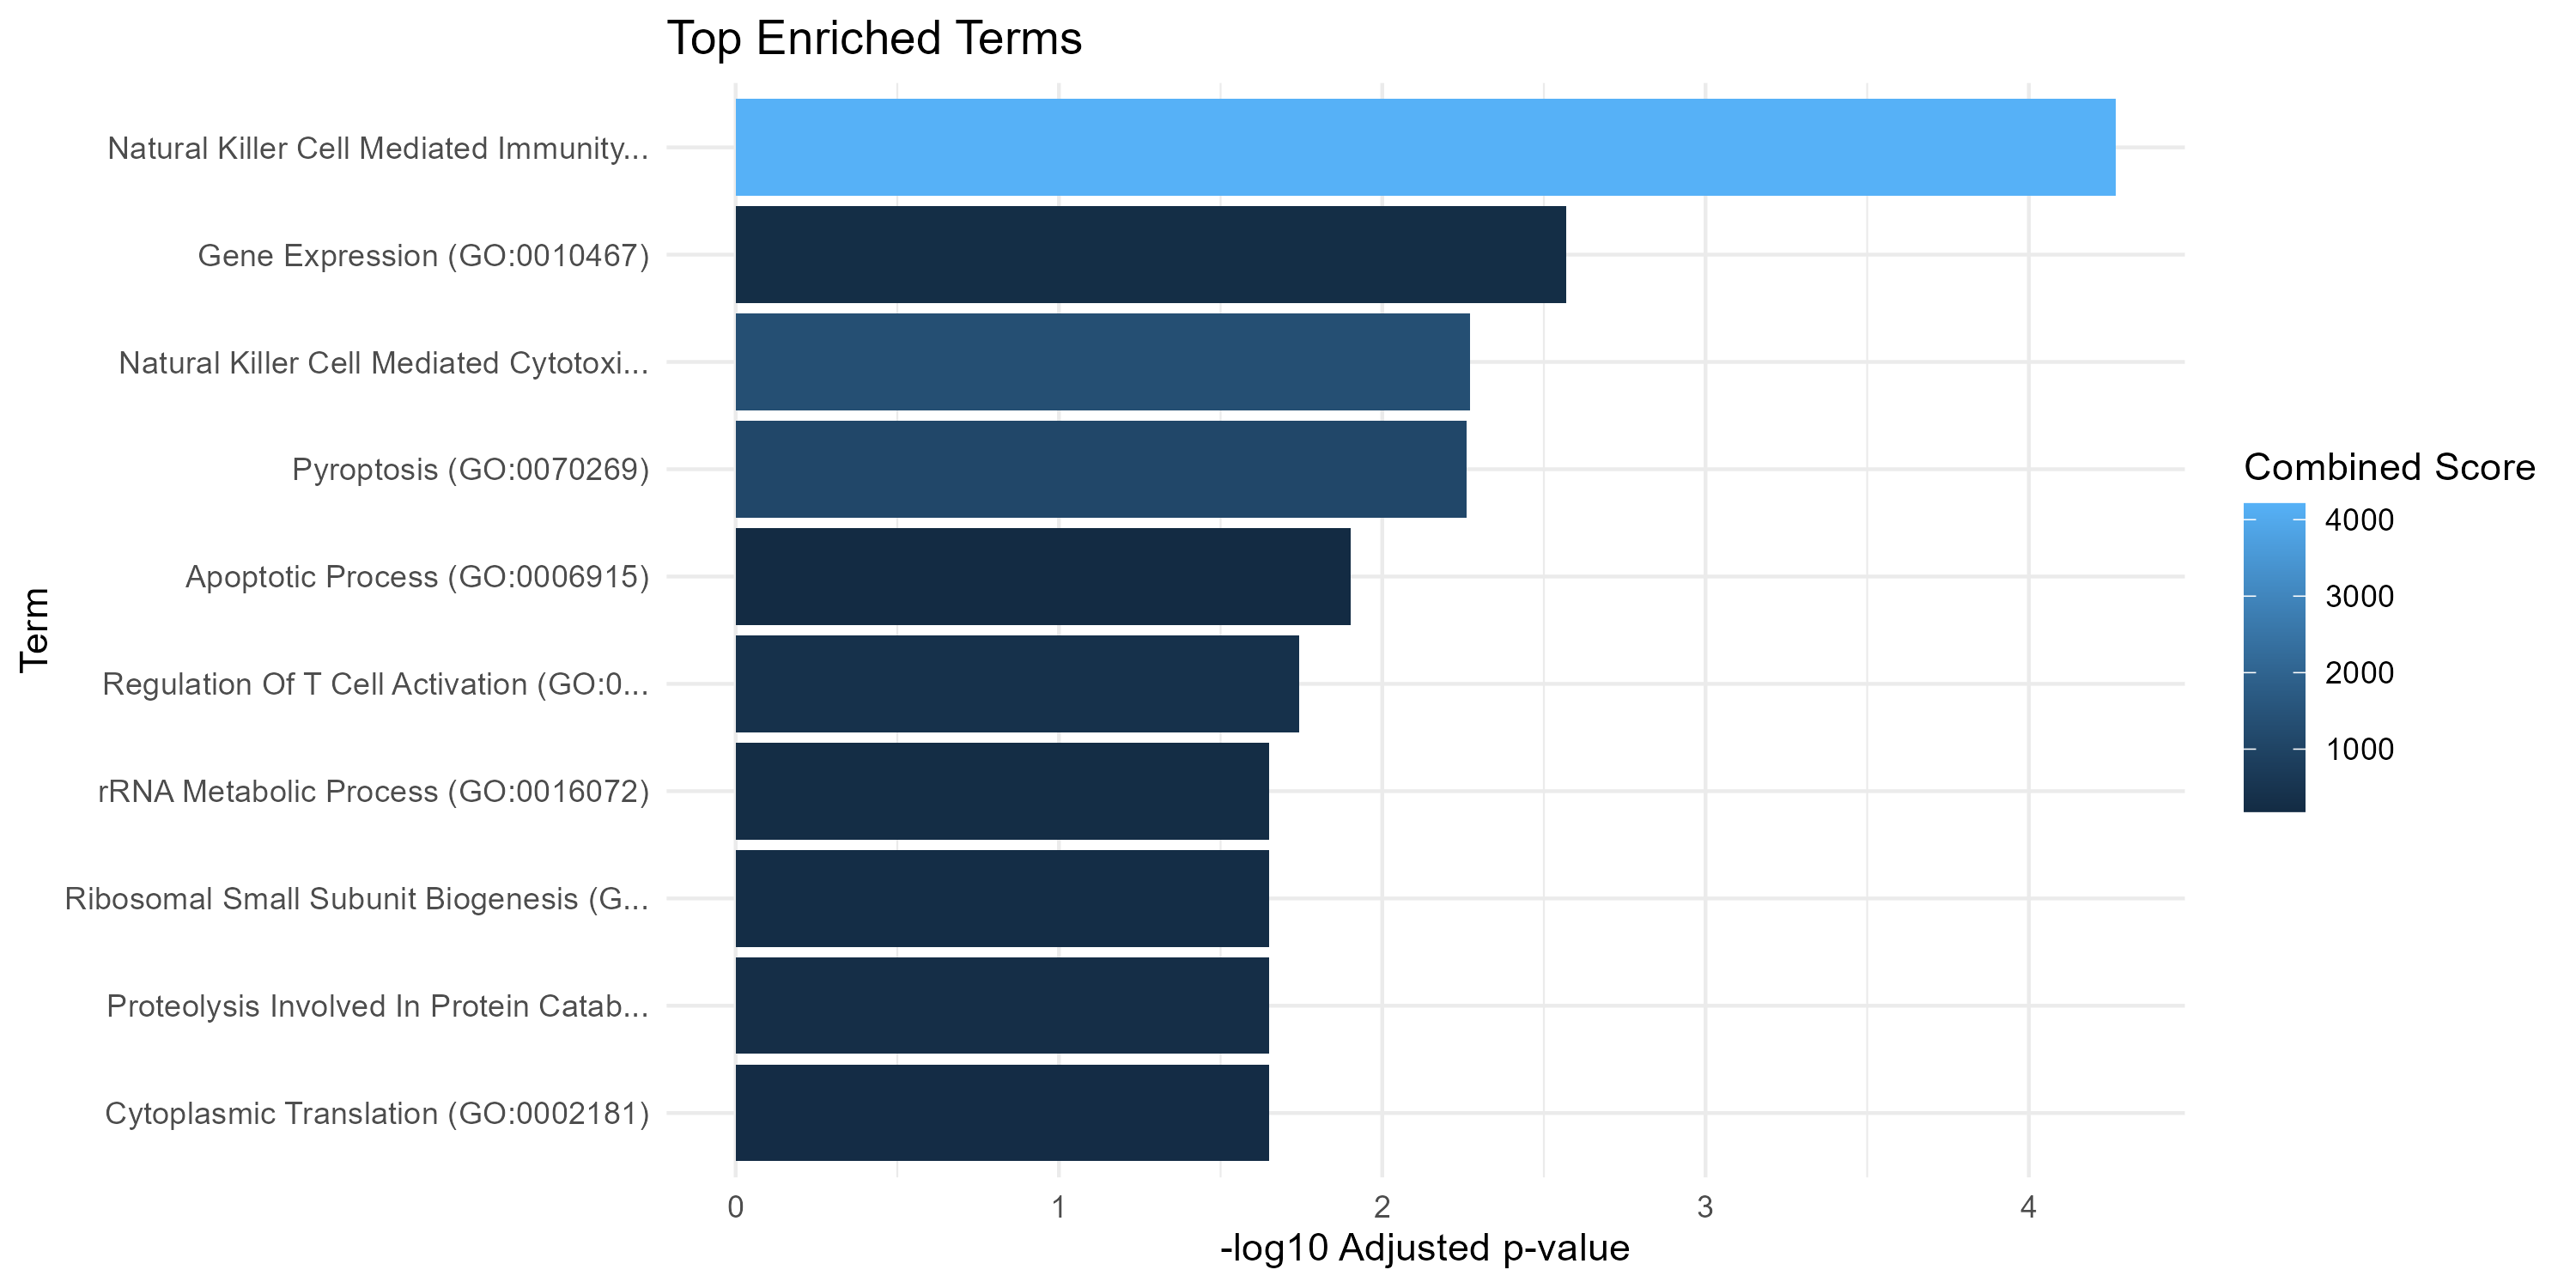 Top Enriched Terms
Natural Killer Cell Mediated Immunity...
Gene Expression (GO:0010467)
Natural Killer Cell Mediated Cytotoxi...
Pyroptosis (GO:0070269)
Apoptotic Process (GO:0006915)
Regulation Of T Cell Activation (GO:0...
rRNA Metabolic Process (GO:0016072)
Ribosomal Small Subunit Biogenesis (G...
Proteolysis Involved In Protein Catab...
Cytoplasmic Translation (GO:0002181)
Term
0 1 2 3 4
-log10 Adjusted p-value
Combined Score
4000
3000
2000
1000